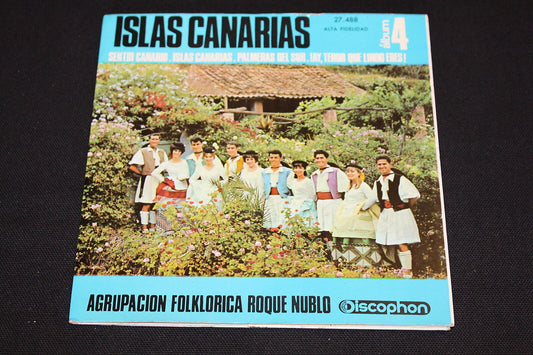 ISLAS CANARIAS
27.488
ALTA FIDELIDAD
álbum 4
SENTIR CANARIO. ISLAS CANARIAS. PALMERAS DEL SUR. ¡AY, TEROR QUE LINDO ERES!
AGRUPACION FOLKLORICA ROQUE NUBLO
Discophon